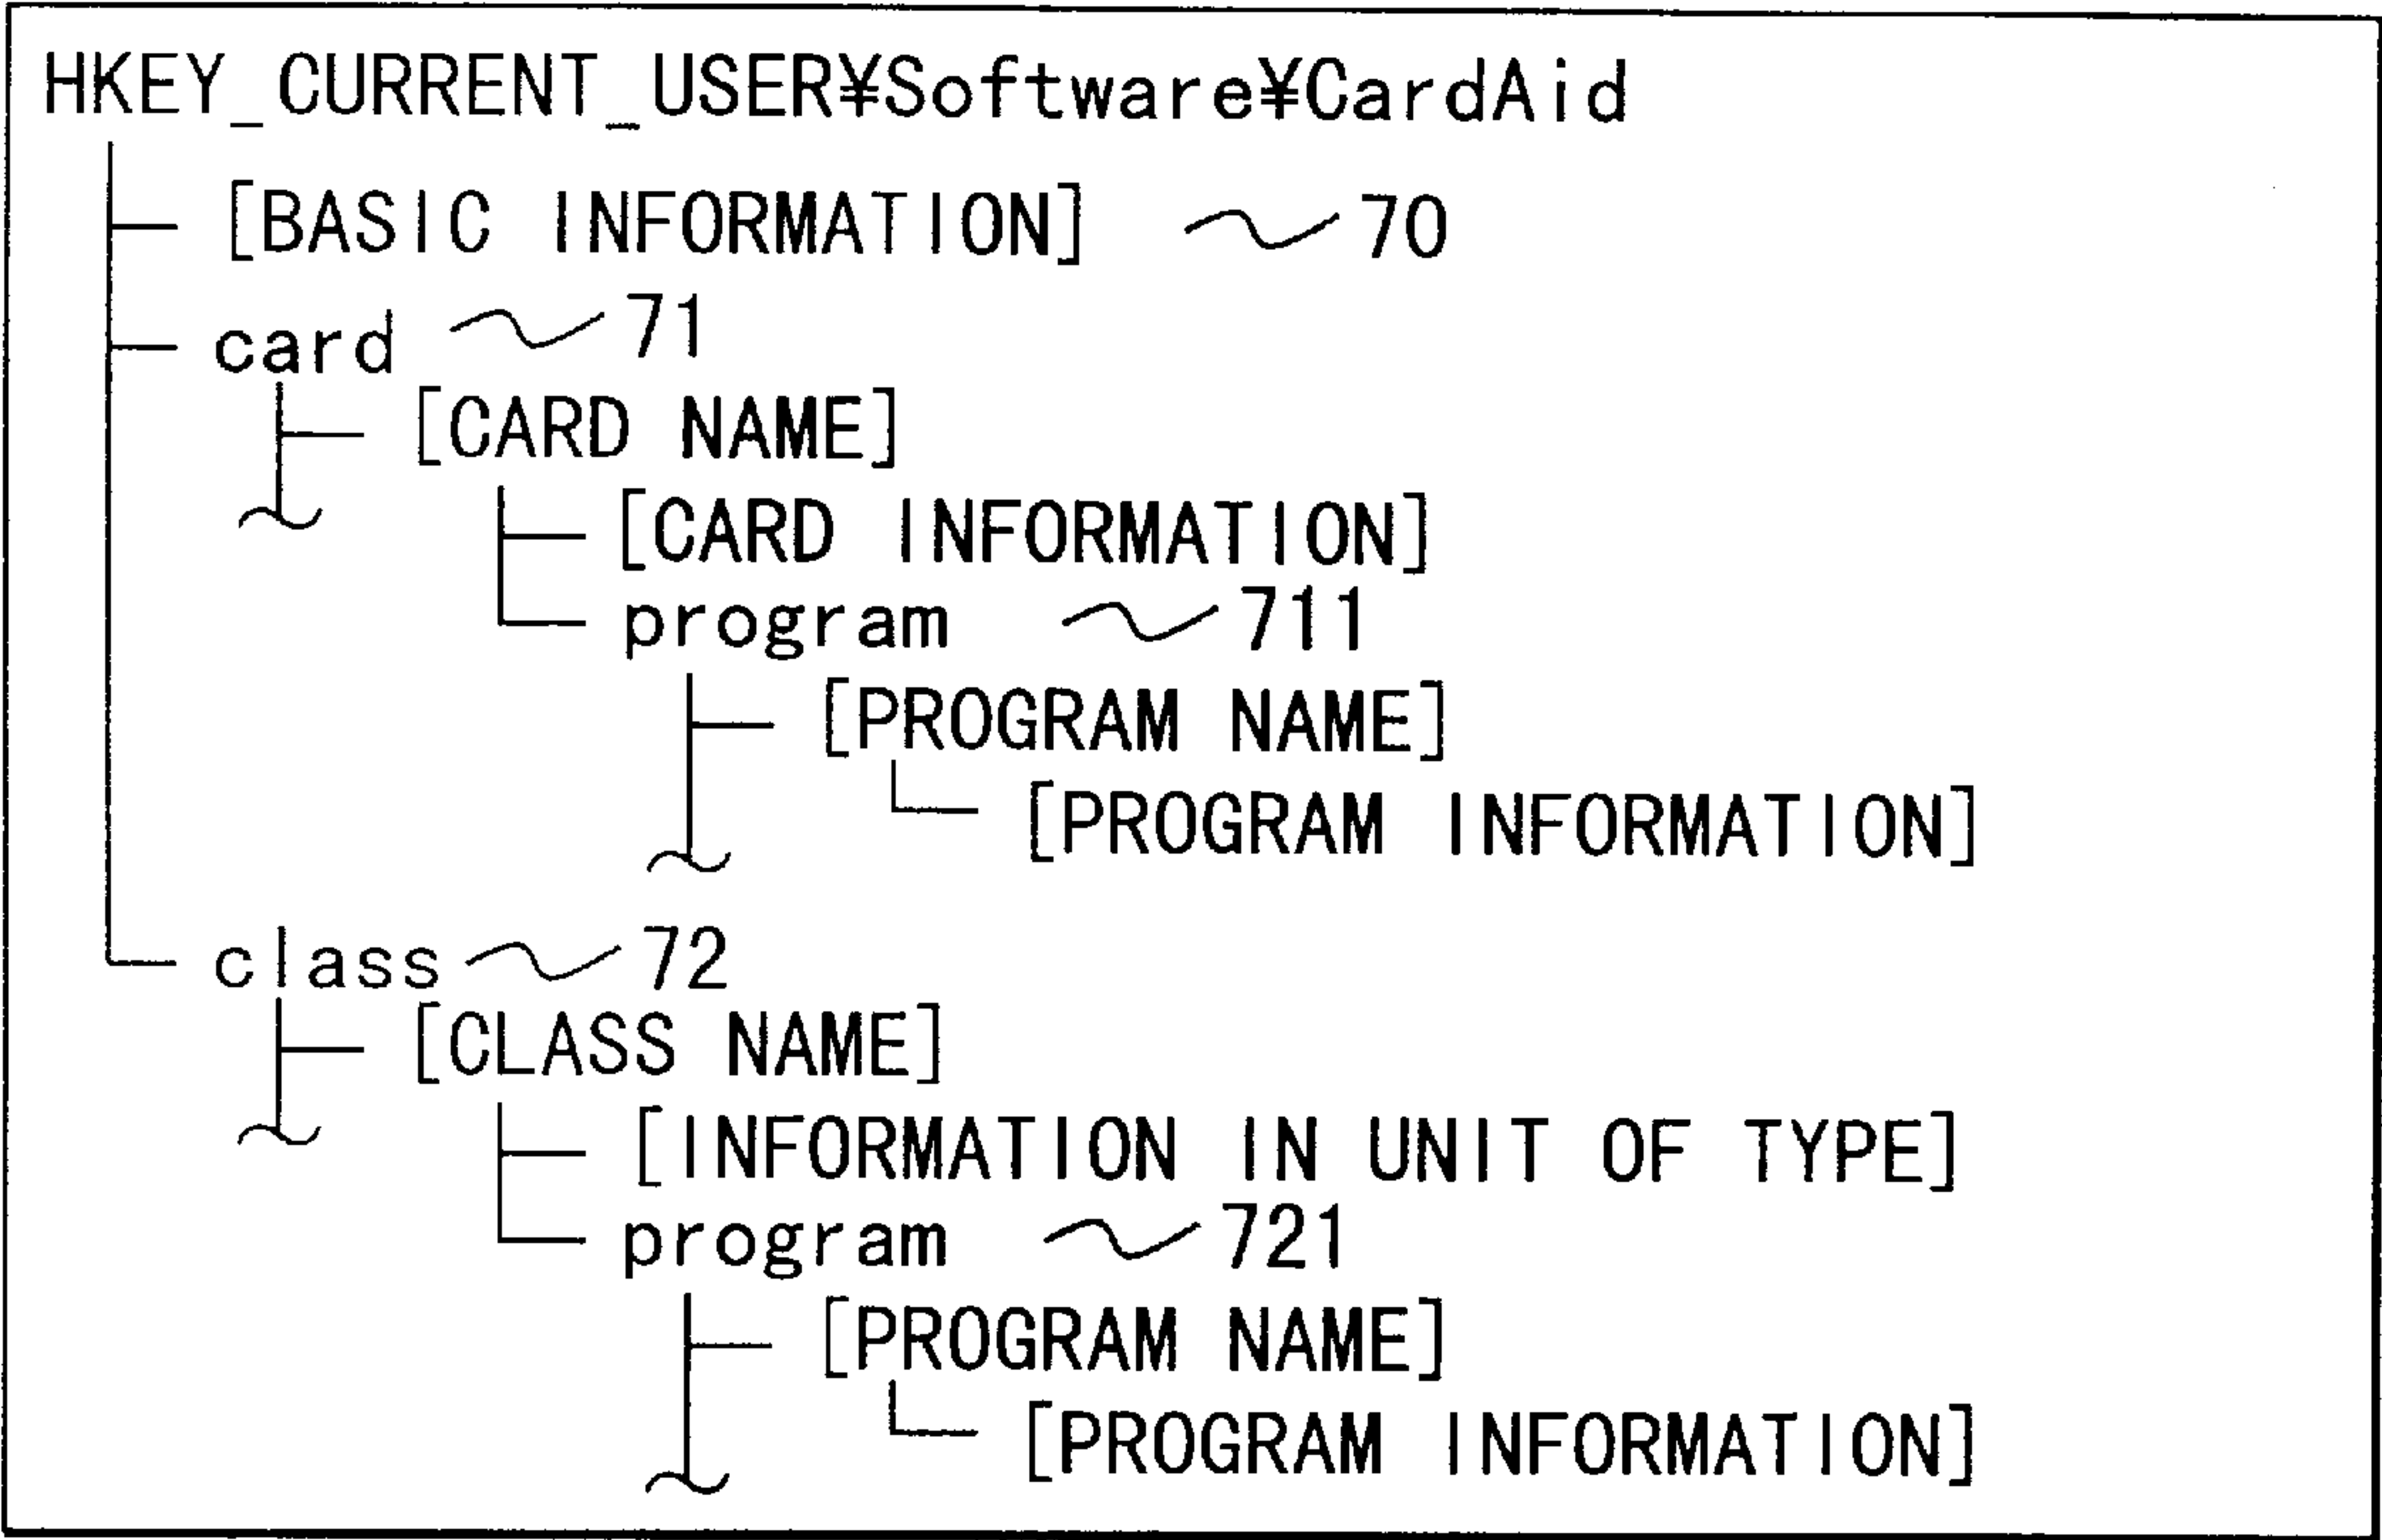 HKEY_CURRENT_USER¥Software¥CardAid
[BASIC INFORMATION] 70
card 71
[CARD NAME]
[CARD INFORMATION]
program 711
[PROGRAM NAME]
[PROGRAM INFORMATION]
class 72
[CLASS NAME]
[INFORMATION IN UNIT OF TYPE]
program 721
[PROGRAM NAME]
[PROGRAM INFORMATION]